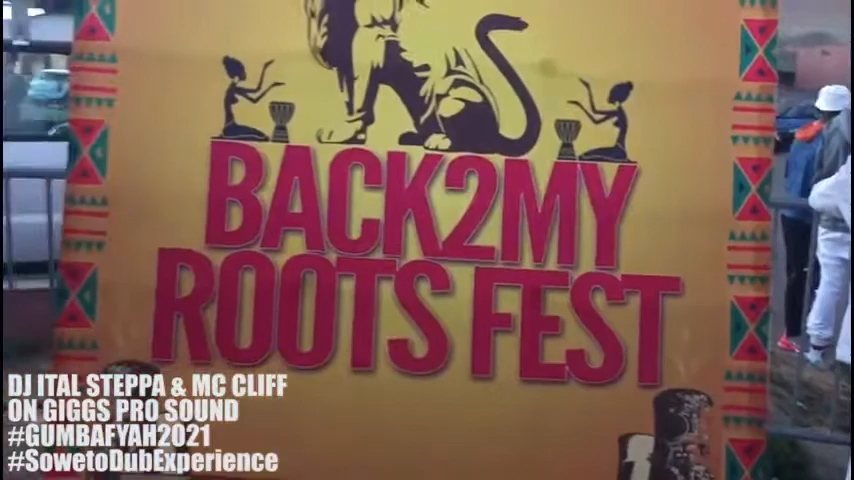 BACK2MY
ROOTS FEST
DJ ITAL STEPPA & MC CLIFF
ON GIGGS PRO SOUND
#GUMBAFYAH2021
#SowetoDubExperience